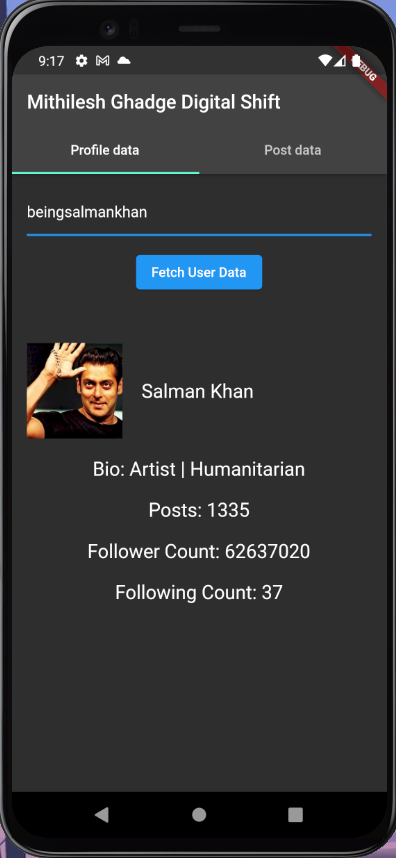 9:17
DEBUG
Mithilesh Ghadge Digital Shift
Profile data
Post data
beingsalmankhan
Fetch User Data
Salman Khan
Bio: Artist | Humanitarian
Posts: 1335
Follower Count: 62637020
Following Count: 37